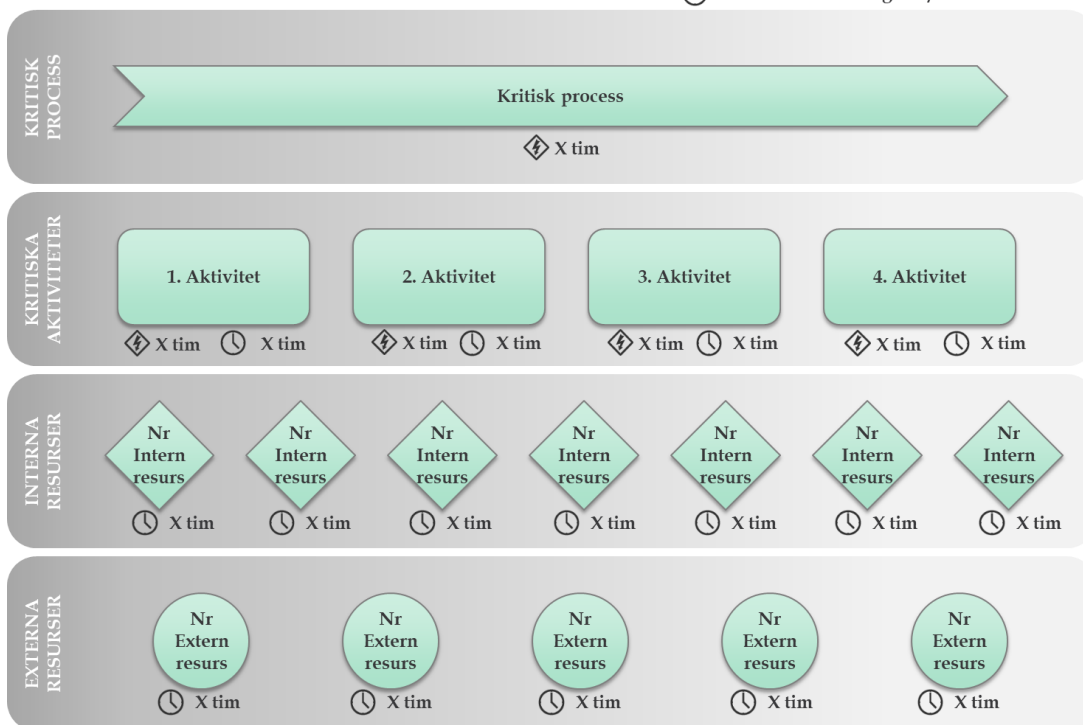 KRITISK
PROCESS
Kritisk process
X tim
KRITISKA
AKTIVITETER
1. Aktivitet
2. Aktivitet
3. Aktivitet
4. Aktivitet
X tim X tim X tim X tim X tim X tim X tim X tim
INTERNA
RESURSER
Nr
Intern
resurs
Nr
Intern
resurs
Nr
Intern
resurs
Nr
Intern
resurs
Nr
Intern
resurs
Nr
Intern
resurs
Nr
Intern
resurs
X tim X tim X tim X tim X tim X tim X tim
EXTERNA
RESURSER
Nr
Extern
resurs
Nr
Extern
resurs
Nr
Extern
resurs
Nr
Extern
resurs
Nr
Extern
resurs
X tim X tim X tim X tim X tim